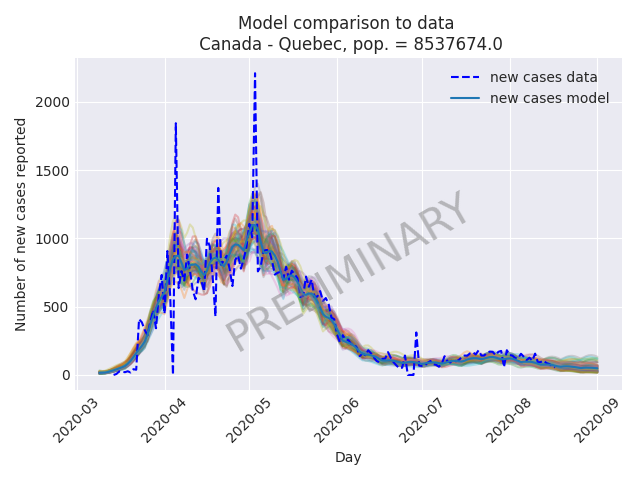 Model comparison to data
Canada - Quebec, pop. = 8537674.0
new cases data
new cases model
Number of new cases reported
2000
1500
1000
500
0
PRELIMINARY
2020-03
2020-04
2020-05
2020-06
2020-07
2020-08
2020-09
Day